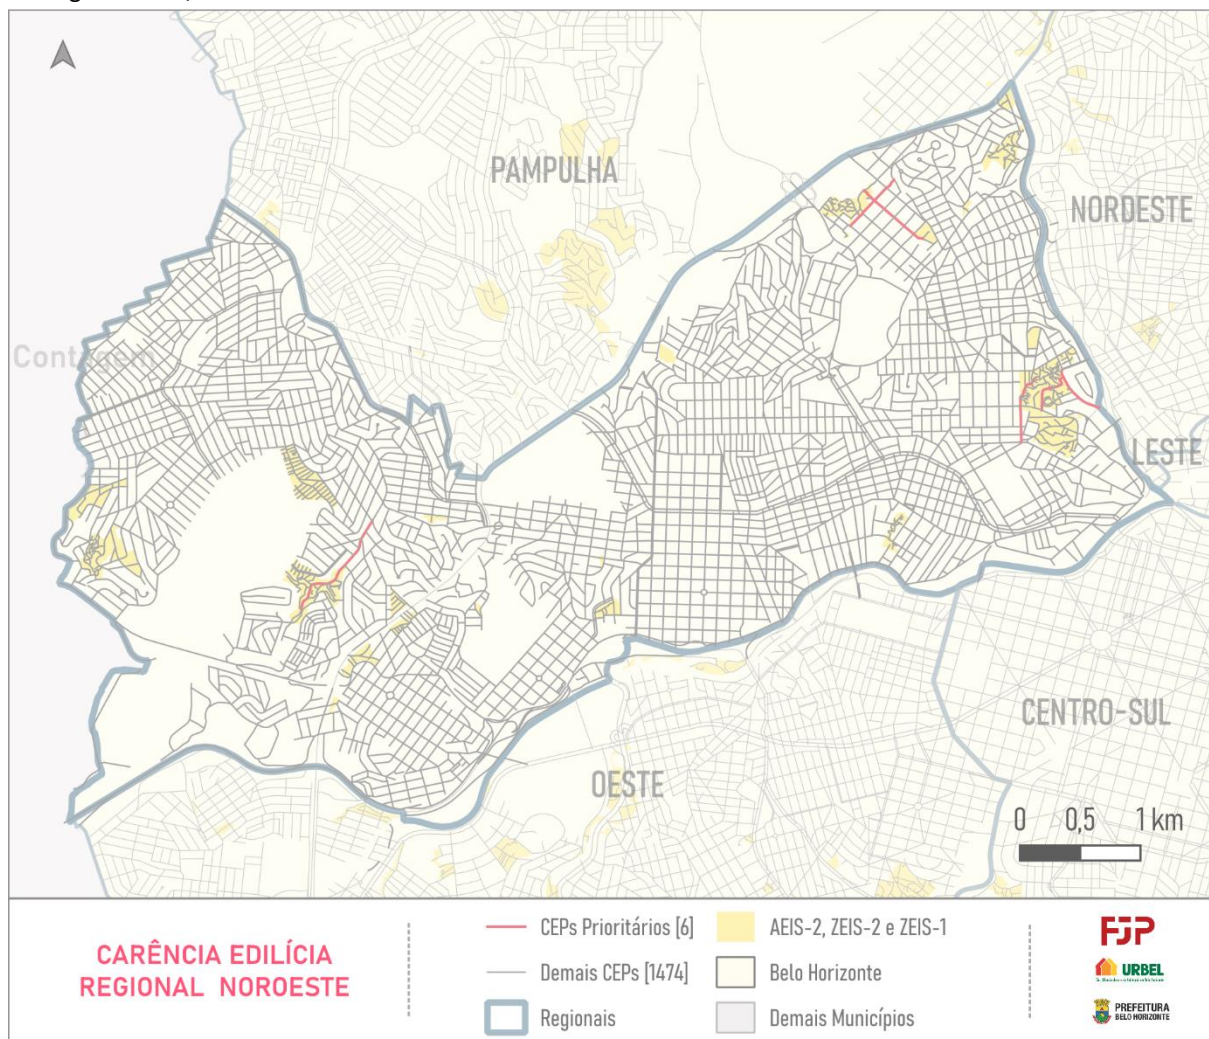 PAMPULHA
NORDESTE
Contagem
LESTE
CENTRO-SUL
OESTE
0 0,5 1 km
CARÊNCIA EDILÍCIA
REGIONAL NOROESTE
CEPs Prioritários [6]
Demais CEPs [1474]
Regionais
AEIS-2, ZEIS-2 e ZEIS-1
Belo Horizonte
Demais Municípios
FJP
URBEL
PREFEITURA
BELO HORIZONTE